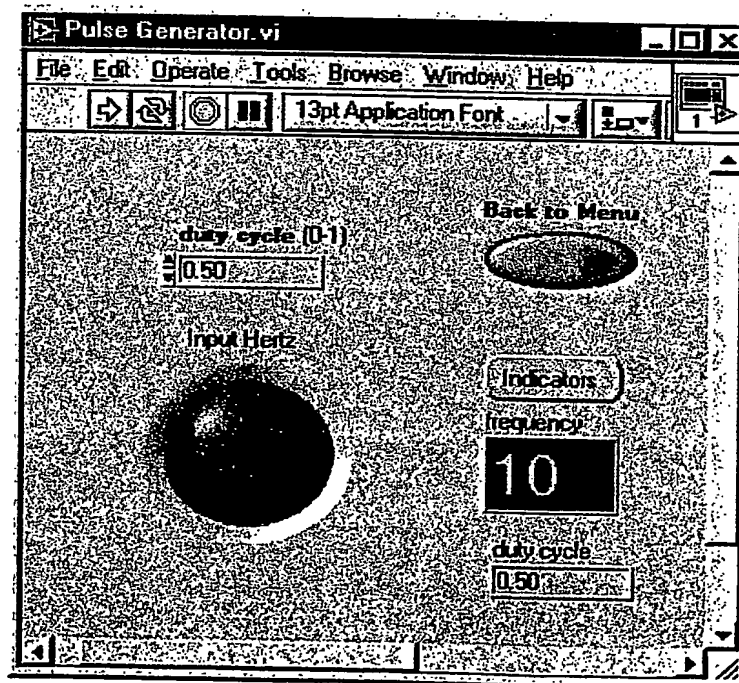 Pulse Generator.vi
File Edit Operate Tools Browse Window Help
13pt Application Font
1
Back to Menu
duty cycle (0-1)
0.50
Input Hertz
Indicators
frequency
10
duty cycle
0.50